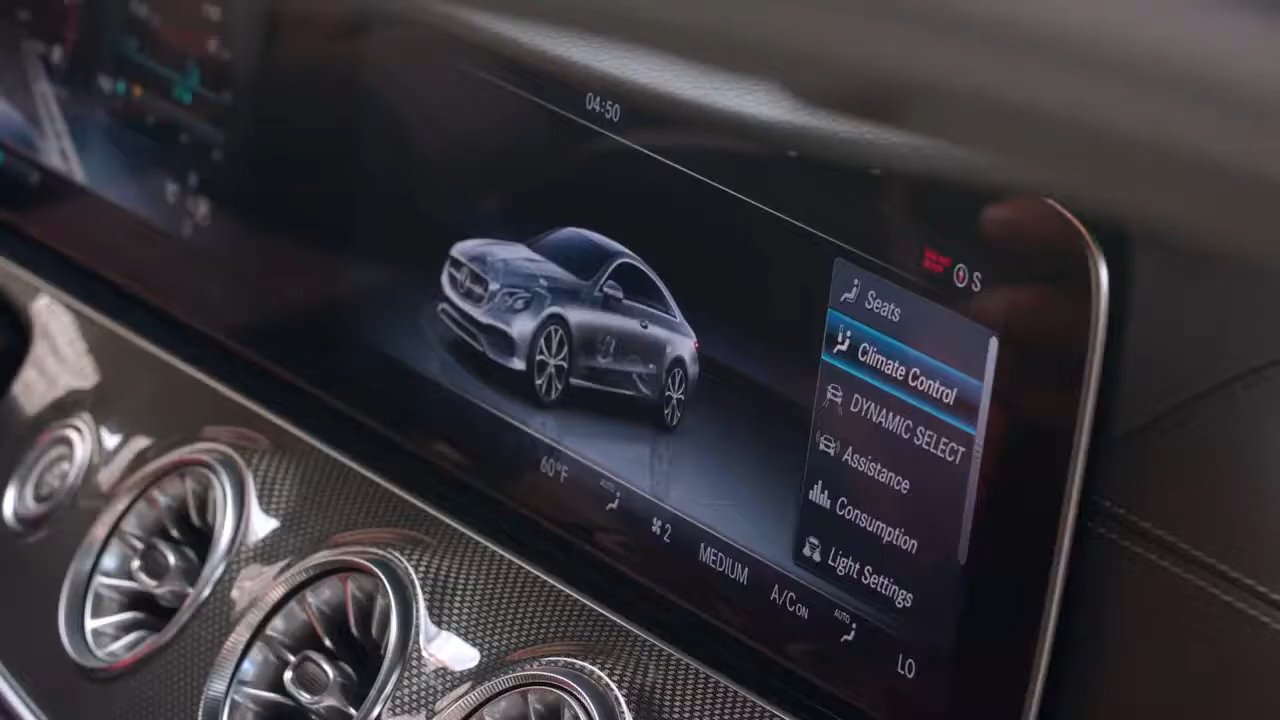 04:50
S
Seats
Climate Control
DYNAMIC SELECT
Assistance
Consumption
Light Settings
60°F
AUTO
2
MEDIUM
A/C ON
AUTO
LO